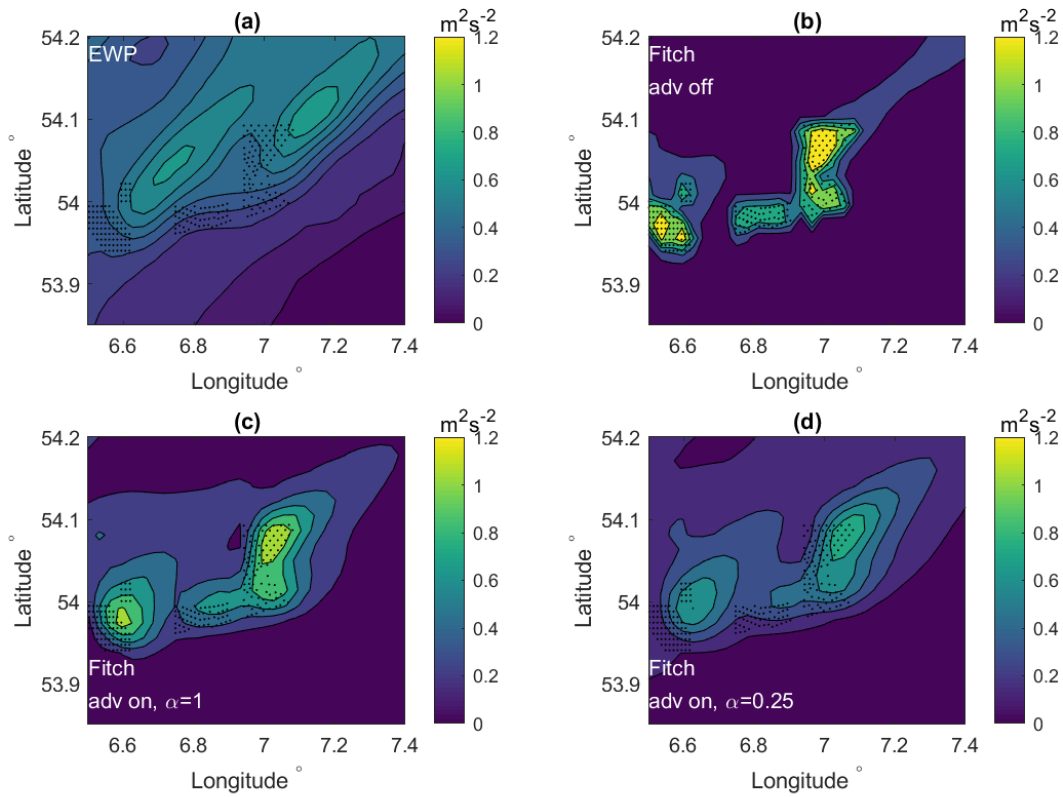 (a)
m²s⁻²
EWP
54.2
54.1
54
53.9
Latitude °
6.6 6.8 7 7.2 7.4
Longitude °
1.2
1
0.8
0.6
0.4
0.2
0
(b)
m²s⁻²
Fitch
adv off
54.2
54.1
54
53.9
Latitude °
6.6 6.8 7 7.2 7.4
Longitude °
1.2
1
0.8
0.6
0.4
0.2
0
(c)
m²s⁻²
54.2
54.1
54
53.9
Latitude °
Fitch
adv on, α=1
6.6 6.8 7 7.2 7.4
Longitude °
1.2
1
0.8
0.6
0.4
0.2
0
(d)
m²s⁻²
54.2
54.1
54
53.9
Latitude °
Fitch
adv on, α=0.25
6.6 6.8 7 7.2 7.4
Longitude °
1.2
1
0.8
0.6
0.4
0.2
0